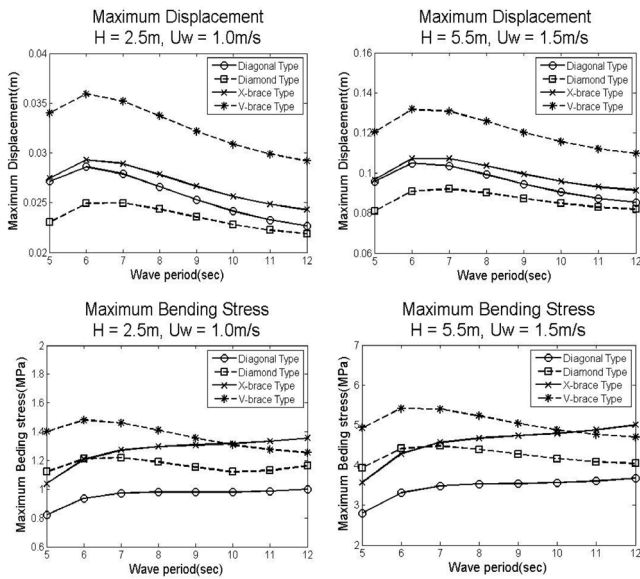 Maximum Displacement
H = 2.5m, Uw = 1.0m/s
Maximum Displacement(m)
0.04
0.035
0.03
0.025
0.02
Diagonal Type
Diamond Type
X-brace Type
V-brace Type
5 6 7 8 9 10 11 12
Wave period(sec)
Maximum Displacement
H = 5.5m, Uw = 1.5m/s
Maximum Displacement(m)
0.16
0.14
0.12
0.1
0.08
0.06
Diagonal Type
Diamond Type
X-brace Type
V-brace Type
5 6 7 8 9 10 11 12
Wave period(sec)
Maximum Bending Stress
H = 2.5m, Uw = 1.0m/s
Maximum Beding stress(MPa)
2
1.8
1.6
1.4
1.2
1
0.8
0.6
Diagonal Type
Diamond Type
X-brace Type
V-brace Type
5 6 7 8 9 10 11 12
Wave period(sec)
Maximum Bending Stress
H = 5.5m, Uw = 1.5m/s
Maximum Beding stress(MPa)
7
6
5
4
3
2
Diagonal Type
Diamond Type
X-brace Type
V-brace Type
5 6 7 8 9 10 11 12
Wave period(sec)